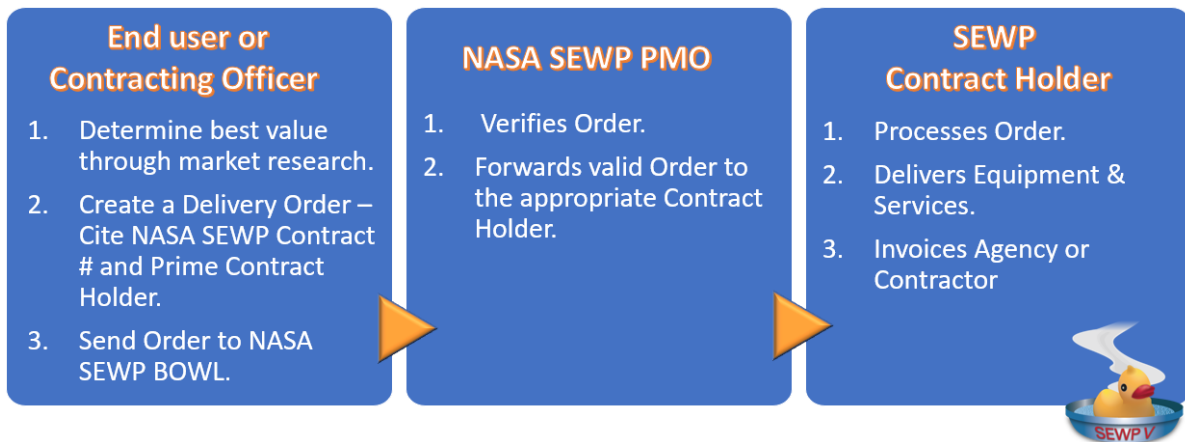 End user or
Contracting Officer
1. Determine best value
through market research.
2. Create a Delivery Order –
Cite NASA SEWP Contract
# and Prime Contract
Holder.
3. Send Order to NASA
SEWP BOWL.
NASA SEWP PMO
1. Verifies Order.
2. Forwards valid Order to
the appropriate Contract
Holder.
SEWP
Contract Holder
1. Processes Order.
2. Delivers Equipment &
Services.
3. Invoices Agency or
Contractor
SEWP V